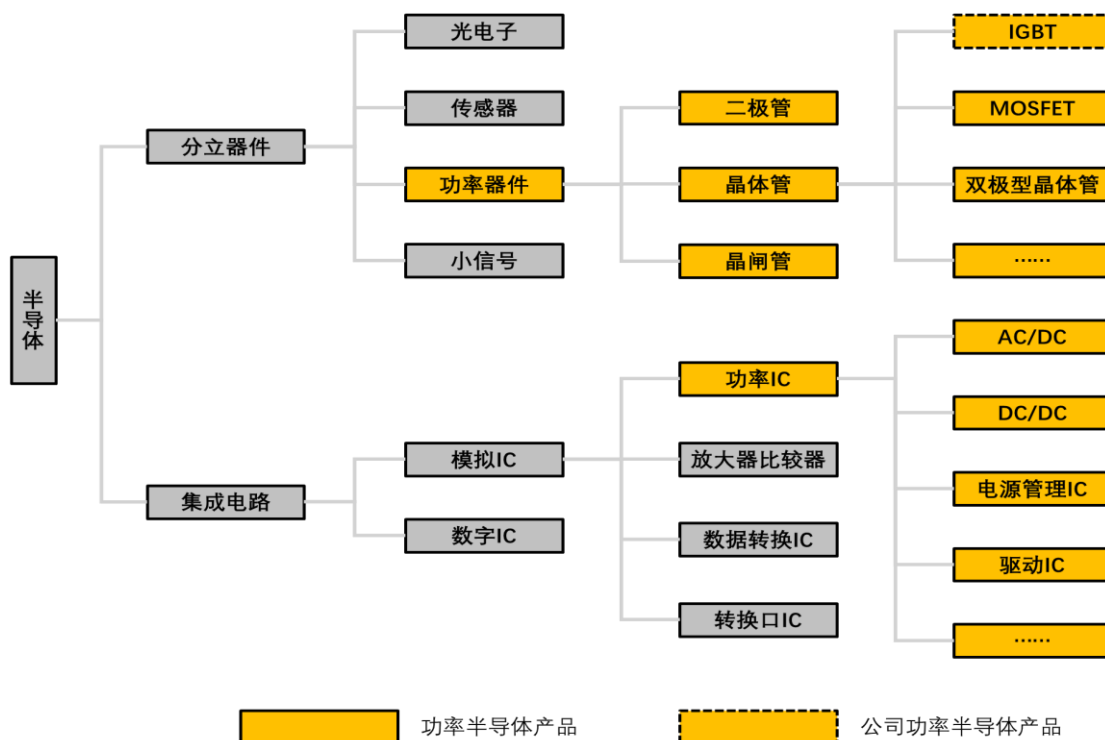 光电子
IGBT
传感器
二极管
MOSFET
分立器件
功率器件
晶体管
双极型晶体管
小信号
晶闸管
……
半导体
AC/DC
功率IC
DC/DC
模拟IC
放大器比较器
电源管理IC
集成电路
数字IC
数据转换IC
驱动IC
转换口IC
……
功率半导体产品
公司功率半导体产品